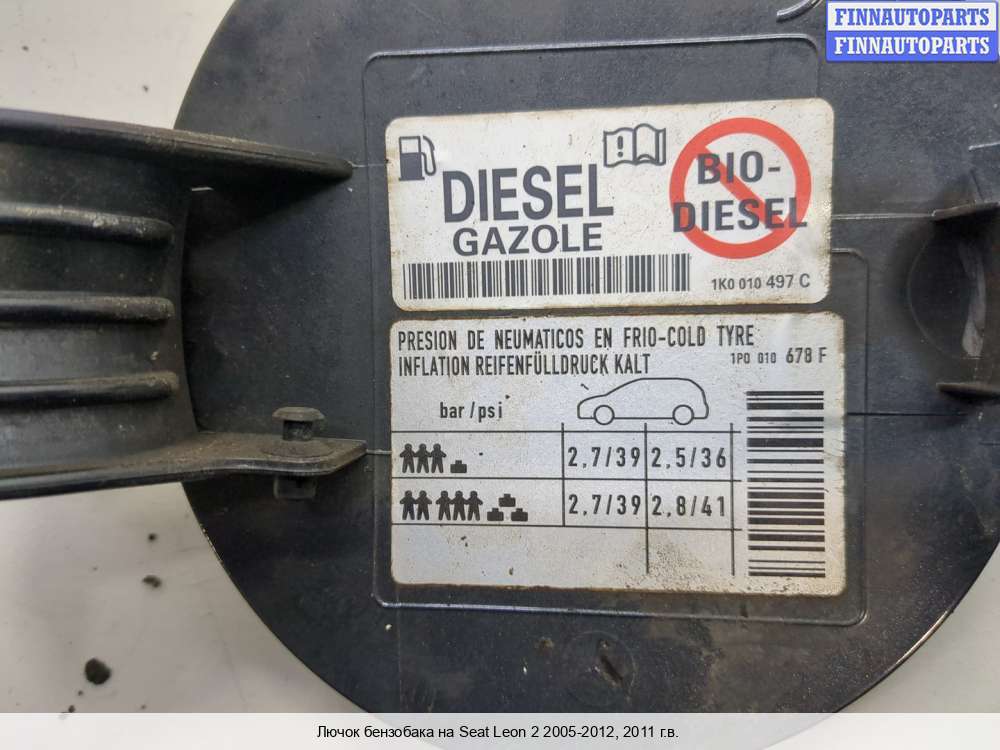 FINNAUTOPARTS
FINNAUTOPARTS
DIESEL
GAZOLE
BIO-
DIESEL
1K0 010 497 C
PRESION DE NEUMATICOS EN FRIO-COLD TYRE
INFLATION REIFENFÜLLDRUCK KALT
1P0 010 678 F
bar/psi
2,7/39 2,5/36
2,7/39 2,8/41
Лючок бензобака на Seat Leon 2 2005-2012, 2011 г.в.